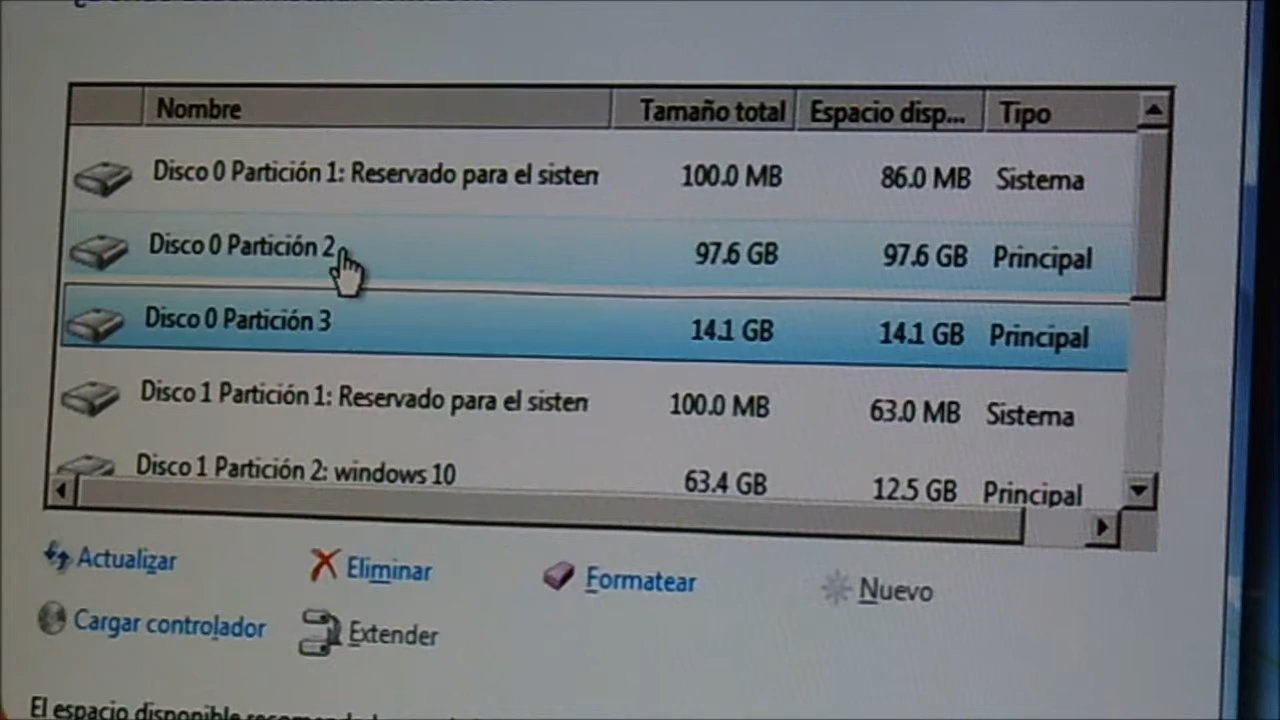 Nombre Tamaño total Espacio disp... Tipo
Disco 0 Partición 1: Reservado para el sisten 100.0 MB 86.0 MB Sistema
Disco 0 Partición 2 97.6 GB 97.6 GB Principal
Disco 0 Partición 3 14.1 GB 14.1 GB Principal
Disco 1 Partición 1: Reservado para el sisten 100.0 MB 63.0 MB Sistema
Disco 1 Partición 2: windows 10 63.4 GB 12.5 GB Principal
Actualizar Eliminar Formatear Nuevo
Cargar controlador Extender
El espacio disponible